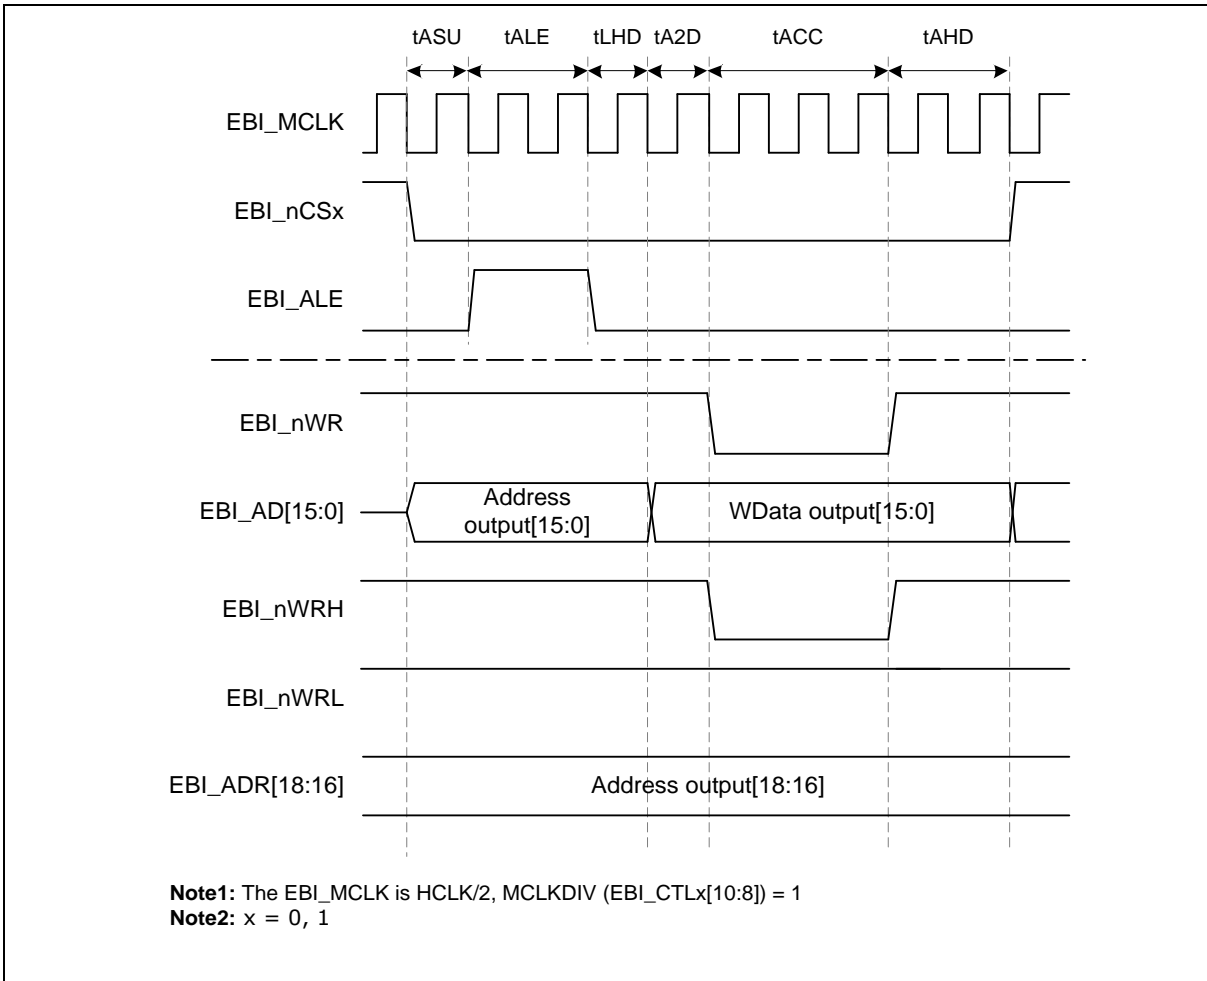 tASU tALE tLHD tA2D tACC tAHD
EBI_MCLK
EBI_nCSx
EBI_ALE
EBI_nWR
EBI_AD[15:0]
Address
output[15:0]
WData output[15:0]
EBI_nWRH
EBI_nWRL
EBI_ADR[18:16]
Address output[18:16]
Note1: The EBI_MCLK is HCLK/2, MCLKDIV (EBI_CTLx[10:8]) = 1
Note2: x = 0, 1